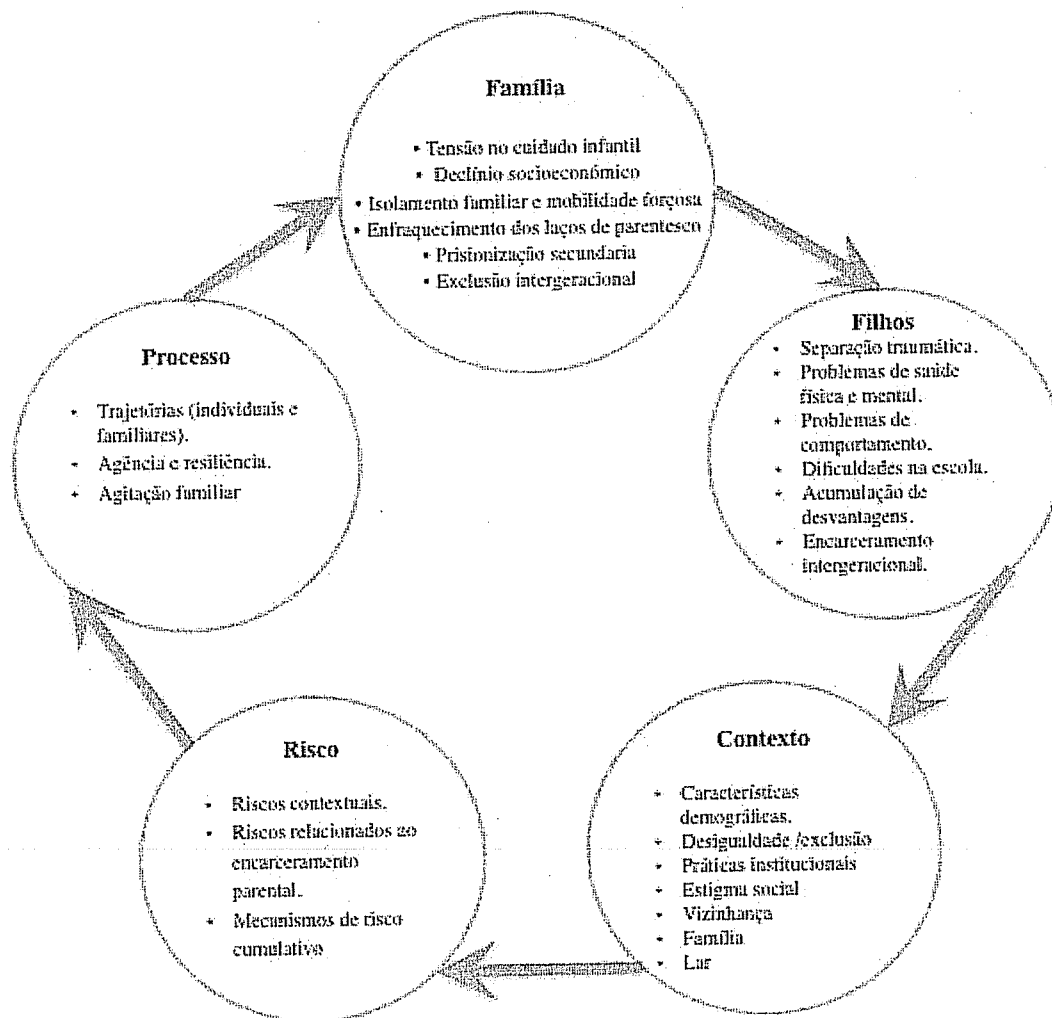 Família
• Tensão no cuidado infantil
• Declínio socioeconómico
• Isolamento familiar e mobilidade forçosa
• Enfraquecimento dos laços de parentesco
• Prisionização secundaria
• Exclusão intergeracional
Filhos
• Separação traumática.
• Problemas de saúde
física e mental.
• Problemas de
comportamento.
• Dificuldades na escola.
• Acumulação de
desvantagens.
• Encarceramento
intergeracional.
Contexto
• Características
demográficas.
• Desigualdade /exclusão
• Práticas institucionais
• Estigma social
• Vizinhança
• Família
• Lar
Risco
• Riscos contextuais.
• Riscos relacionados ao
encarceramento
parental.
• Mecanismos de risco
cumulativo
Processo
• Trajetórias (individuais e
familiares).
• Agência e resiliência.
• Agitação familiar